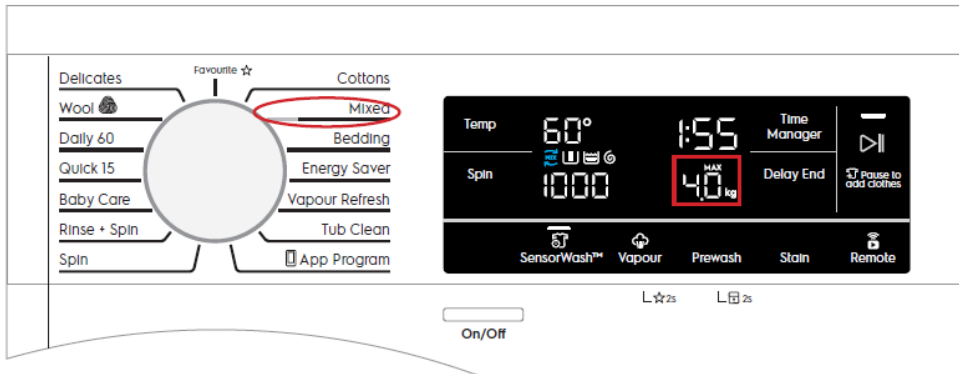 Favourite ☆
Delicates
Wool
Daily 60
Quick 15
Baby Care
Rinse + Spin
Spin
Cottons
Mixed
Bedding
Energy Saver
Vapour Refresh
Tub Clean
App Program
Temp
60°
1:55
Time
Manager
MIX
Spin
1000
MAX
4.0 kg
Delay End
Pause to
add clothes
SensorWash™
Vapour
Prewash
Stain
Remote
☆2s
2s
On/Off